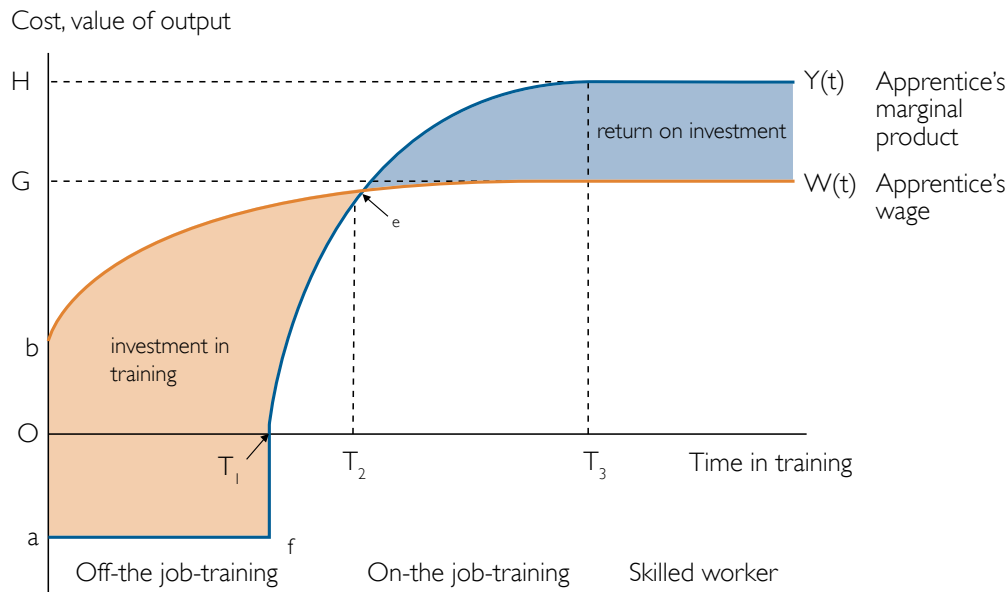 Cost, value of output
H
Y(t) Apprentice's
marginal
product
return on investment
G
W(t) Apprentice's
wage
e
b
investment in
training
O
T1
T2
T3
Time in training
a
f
Off-the job-training
On-the job-training
Skilled worker